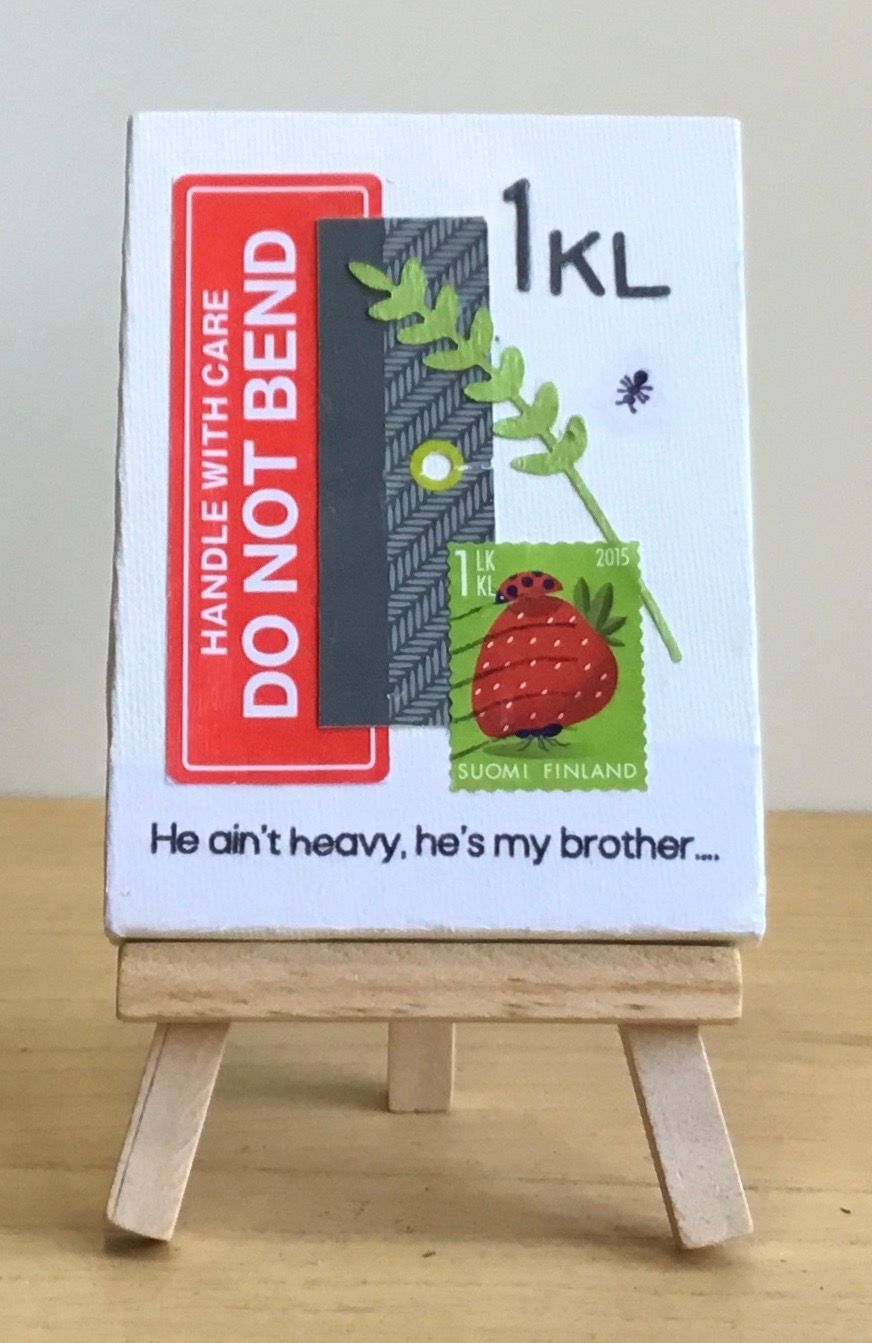 1KL
HANDLE WITH CARE
DO NOT BEND
1 LK
KL
2015
SUOMI FINLAND
He ain't heavy, he's my brother....